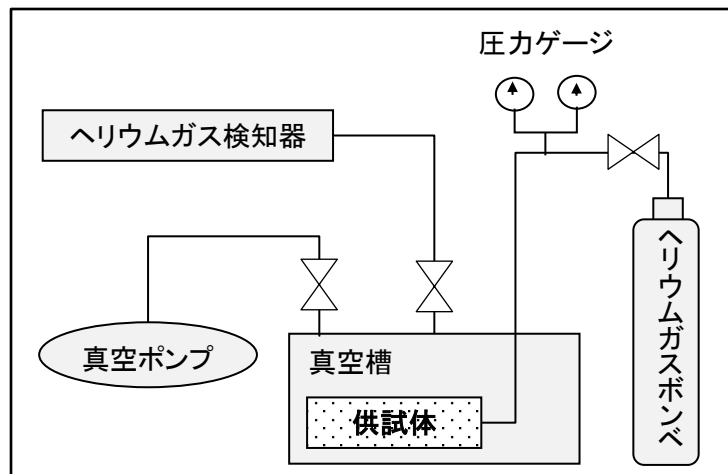 圧力ゲージ
ヘリウムガス検知器
ヘリウムガスボンベ
真空ポンプ
真空槽
供試体